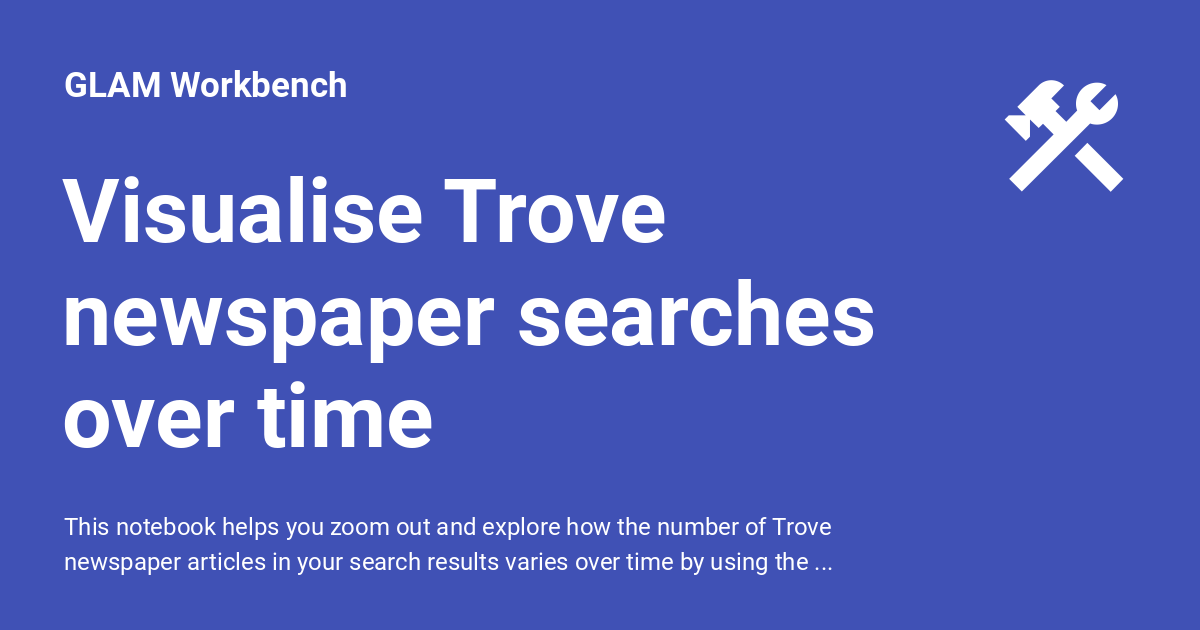 GLAM Workbench
Visualise Trove
newspaper searches
over time
This notebook helps you zoom out and explore how the number of Trove
newspaper articles in your search results varies over time by using the ...